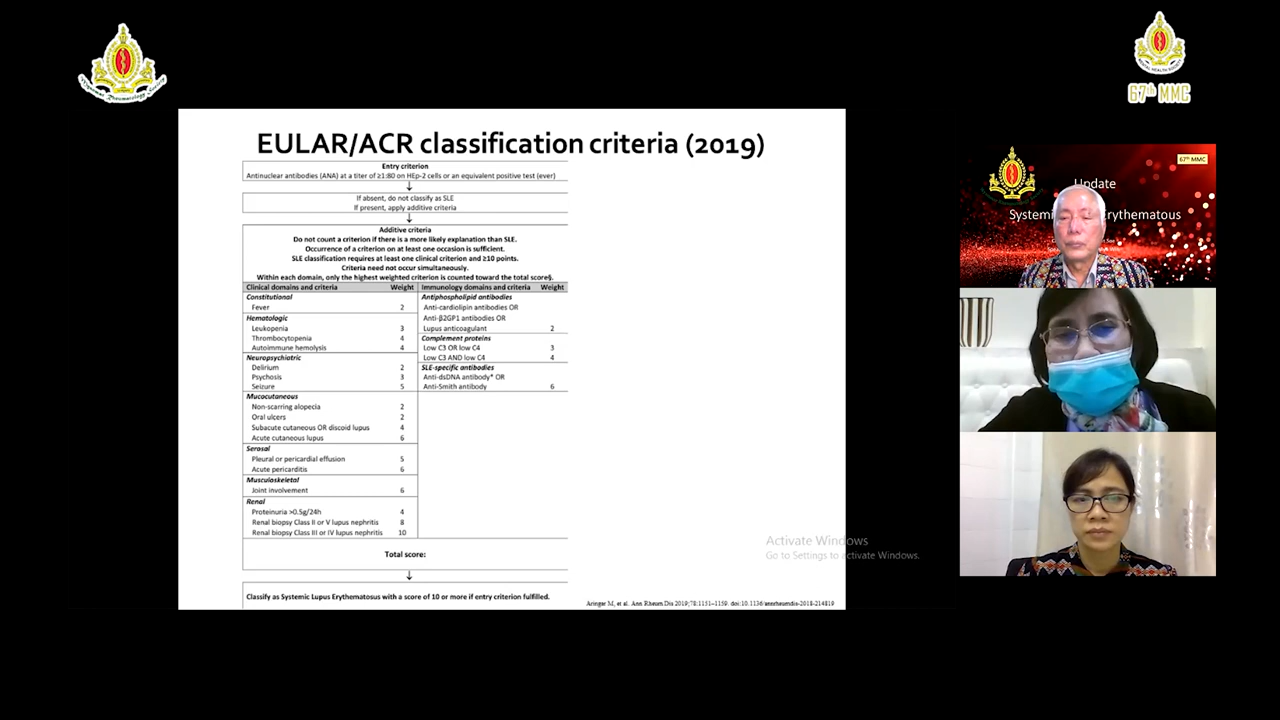 67th MMC
EULAR/ACR classification criteria (2019)
Entry criterion
Antinuclear antibodies (ANA) at a titer of ≥1:80 on HEp-2 cells or an equivalent positive test (ever)
If absent, do not classify as SLE
If present, apply additive criteria
Additive criteria
Do not count a criterion if there is a more likely explanation than SLE.
Occurrence of a criterion on at least one occasion is sufficient.
SLE classification requires at least one clinical criterion and ≥10 points.
Criteria need not occur simultaneously.
Within each domain, only the highest weighted criterion is counted toward the total score§.
Clinical domains and criteria Weight
Constitutional
Fever 2
Hematologic
Leukopenia 3
Thrombocytopenia 4
Autoimmune hemolysis 4
Neuropsychiatric
Delirium 2
Psychosis 3
Seizure 5
Mucocutaneous
Non-scarring alopecia 2
Oral ulcers 2
Subacute cutaneous OR discoid lupus 4
Acute cutaneous lupus 6
Serosal
Pleural or pericardial effusion 5
Acute pericarditis 6
Musculoskeletal
Joint involvement 6
Renal
Proteinuria >0.5g/24h 4
Renal biopsy Class II or V lupus nephritis 8
Renal biopsy Class III or IV lupus nephritis 10
Immunology domains and criteria Weight
Antiphospholipid antibodies
Anti-cardiolipin antibodies OR
Anti-β2GP1 antibodies OR
Lupus anticoagulant 2
Complement proteins
Low C3 OR low C4 3
Low C3 AND low C4 4
SLE-specific antibodies
Anti-dsDNA antibody* OR
Anti-Smith antibody 6
Total score:
Classify as Systemic Lupus Erythematosus with a score of 10 or more if entry criterion fulfilled.
Aringer M, et al. Ann Rheum Dis 2019;78:1151–1159. doi:10.1136/annrheumdis-2018-214819
67th MMC
Update
Systemi rythematous
Activate Windows
Go to Settings to activate Windows.